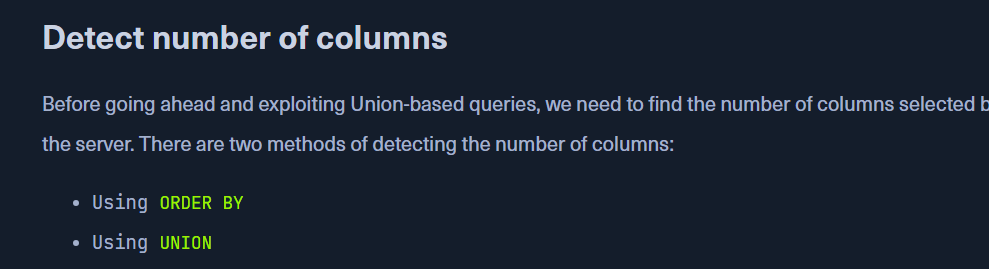 Detect number of columns
Before going ahead and exploiting Union-based queries, we need to find the number of columns selected
the server. There are two methods of detecting the number of columns:
• Using ORDER BY
• Using UNION